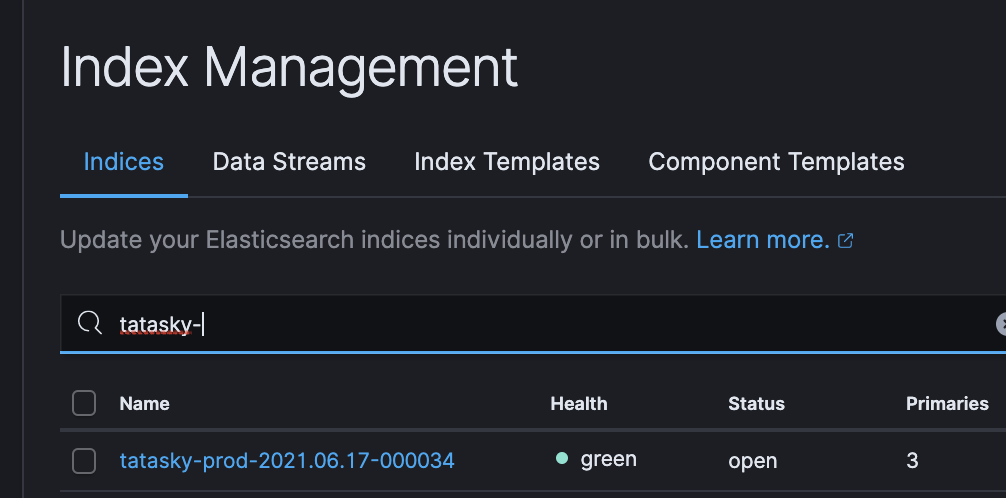 Index Management
Indices Data Streams Index Templates Component Templates
Update your Elasticsearch indices individually or in bulk. Learn more.
tatasky-
Name Health Status Primaries
tatasky-prod-2021.06.17-000034 green open 3